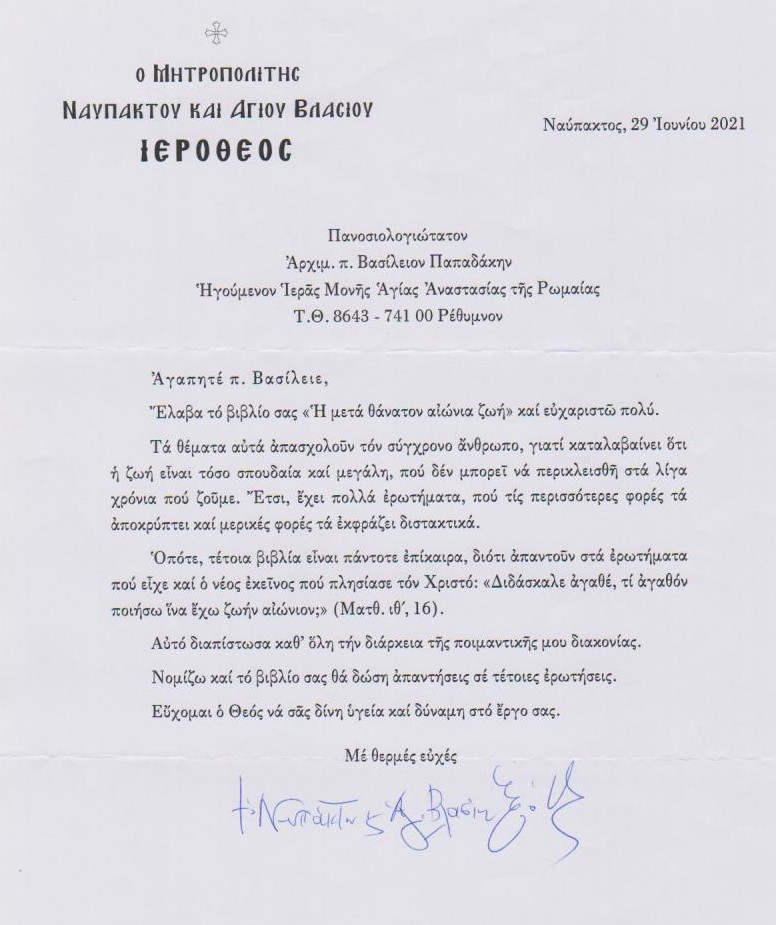 Ο ΜΗΤΡΟΠΟΛΙΤΗΣ
ΝΑΥΠΑΚΤΟΥ ΚΑΙ ΑΓΙΟΥ ΒΛΑΣΙΟΥ
ΙΕΡΟΘΕΟΣ
Ναύπακτος, 29 Ἰουνίου 2021
Πανοσιολογιώτατον
Ἀρχιμ. π. Βασίλειον Παπαδάκην
Ἡγούμενον Ἱερᾶς Μονῆς Ἁγίας Ἀναστασίας τῆς Ρωμαίας
Τ.Θ. 8643 - 741 00 Ρέθυμνον
Ἀγαπητέ π. Βασίλειε,
Ἔλαβα τό βιβλίο σας «Ἡ μετά θάνατον αἰώνια ζωή» καί εὐχαριστῶ πολύ.
Τά θέματα αὐτά ἀπασχολοῦν τόν σύγχρονο ἄνθρωπο, γιατί καταλαβαίνει ὅτι
ἡ ζωή εἶναι τόσο σπουδαία καί μεγάλη, πού δέν μπορεῖ νά περικλεισθῆ στά λίγα
χρόνια πού ζοῦμε. Ἔτσι, ἔχει πολλά ἐρωτήματα, πού τίς περισσότερες φορές τά
ἀποκρύπτει καί μερικές φορές τά ἐκφράζει διστακτικά.
Ὁπότε, τέτοια βιβλία εἶναι πάντοτε ἐπίκαιρα, διότι ἀπαντοῦν στά ἐρωτήματα
πού εἶχε καί ὁ νέος ἐκεῖνος πού πλησίασε τόν Χριστό: «Διδάσκαλε ἀγαθέ, τί ἀγαθόν
ποιήσω ἵνα ἔχω ζωήν αἰώνιον;» (Ματθ. ιθ΄, 16).
Αὐτό διαπίστωσα καθ’ ὅλη τήν διάρκεια τῆς ποιμαντικῆς μου διακονίας.
Νομίζω καί τό βιβλίο σας θά δώση ἀπαντήσεις σέ τέτοιες ἐρωτήσεις.
Εὔχομαι ὁ Θεός νά σᾶς δίνη ὑγεία καί δύναμη στό ἔργο σας.
Μέ θερμές εὐχές